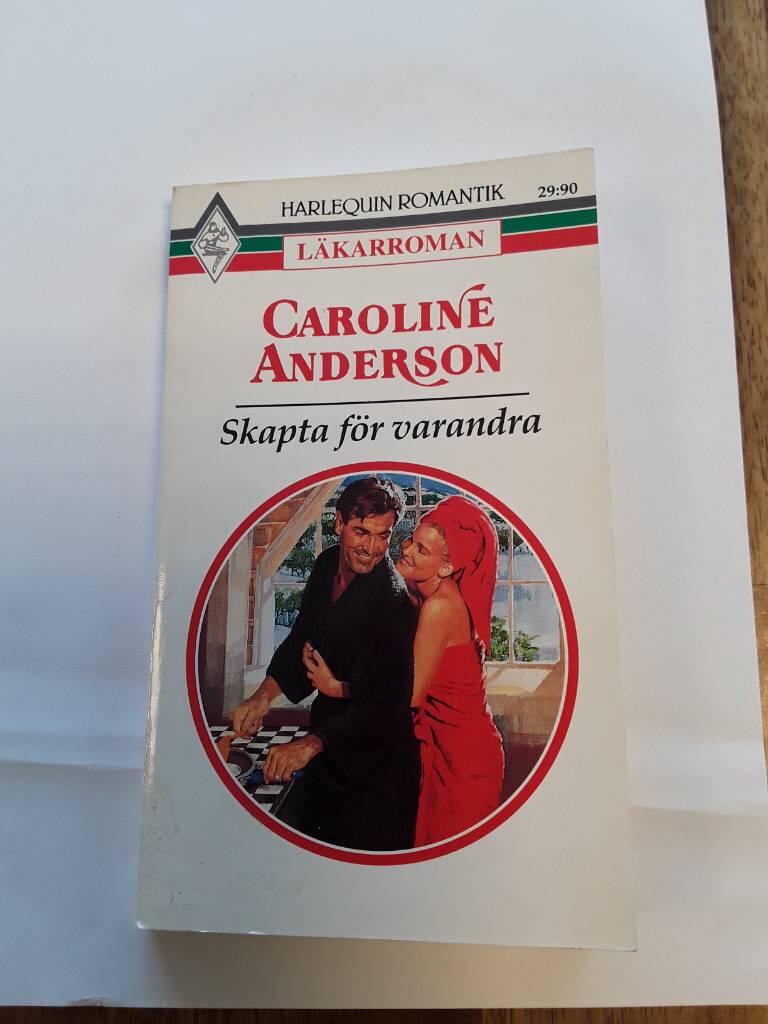 HARLEQUIN ROMANTIK 29:90
LÄKARROMAN
CAROLINE
ANDERSON
Skapta för varandra